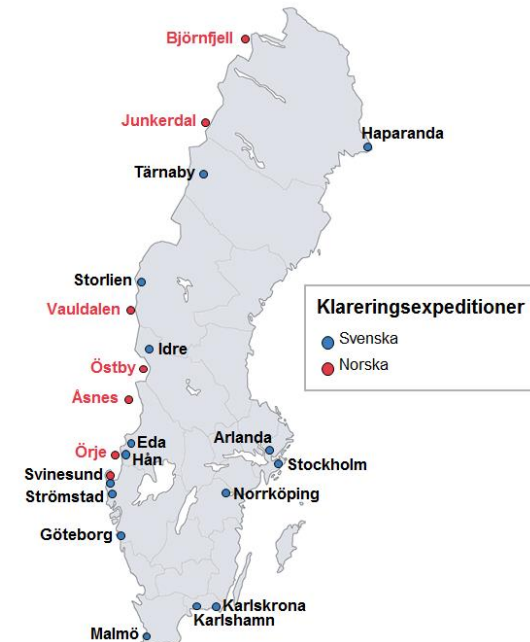 Björnfjell
Junkerdal
Haparanda
Tärnaby
Storlien
Vauldalen
Klareringsexpeditioner
Svenska
Norska
Idre
Östby
Åsnes
Örje
Eda
Hån
Arlanda
Stockholm
Svinesund
Strömstad
Norrköping
Göteborg
Karlskrona
Karlshamn
Malmö